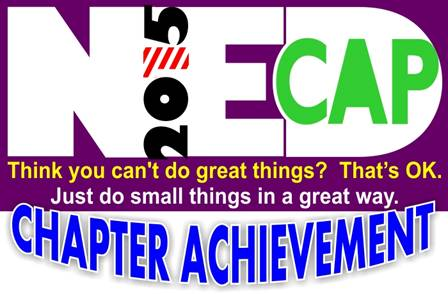 NED
2015
CAP
Think you can't do great things?  That’s OK.
Just do small things in a great way.
CHAPTER ACHIEVEMENT